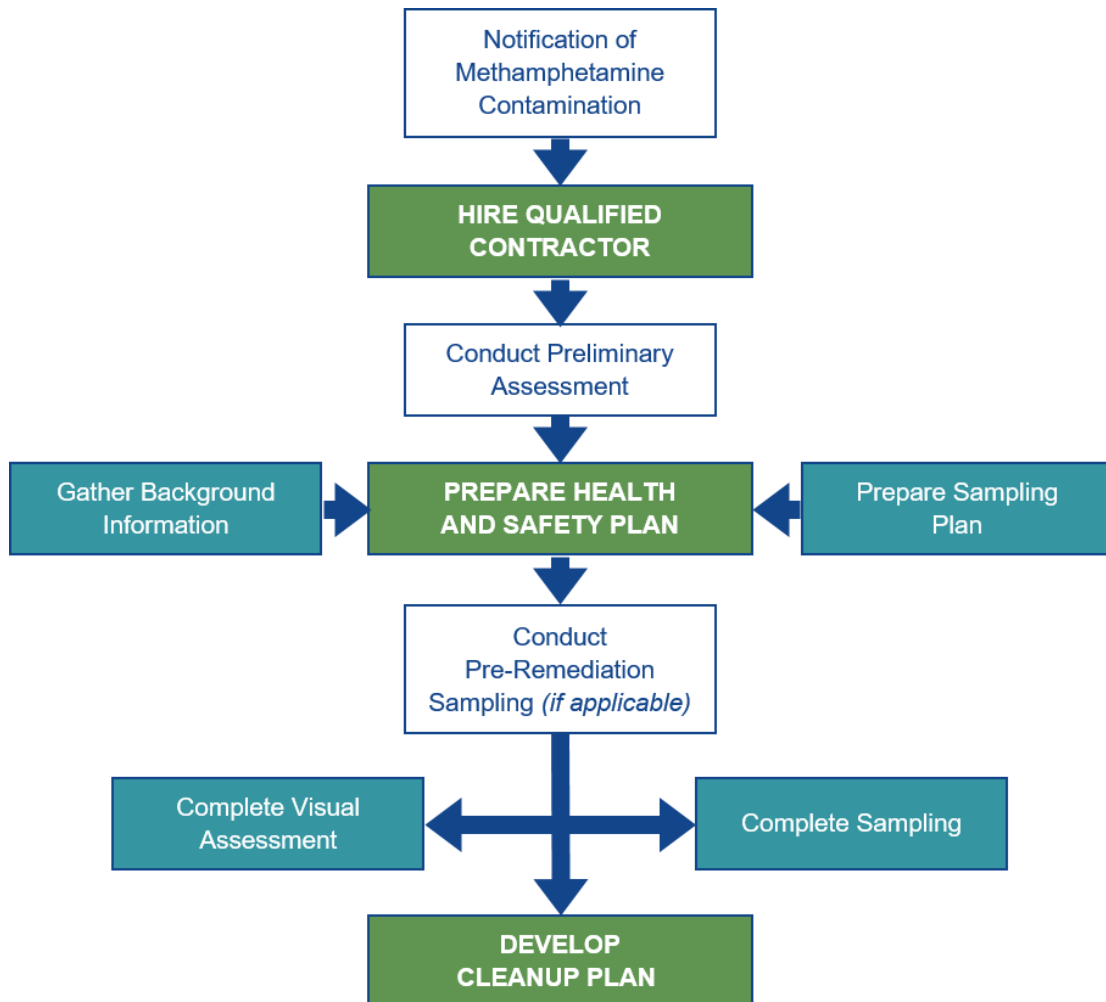 Notification of
Methamphetamine
Contamination
HIRE QUALIFIED
CONTRACTOR
Conduct Preliminary
Assessment
Gather Background
Information
PREPARE HEALTH
AND SAFETY PLAN
Prepare Sampling
Plan
Conduct
Pre-Remediation
Sampling (if applicable)
Complete Visual
Assessment
Complete Sampling
DEVELOP
CLEANUP PLAN